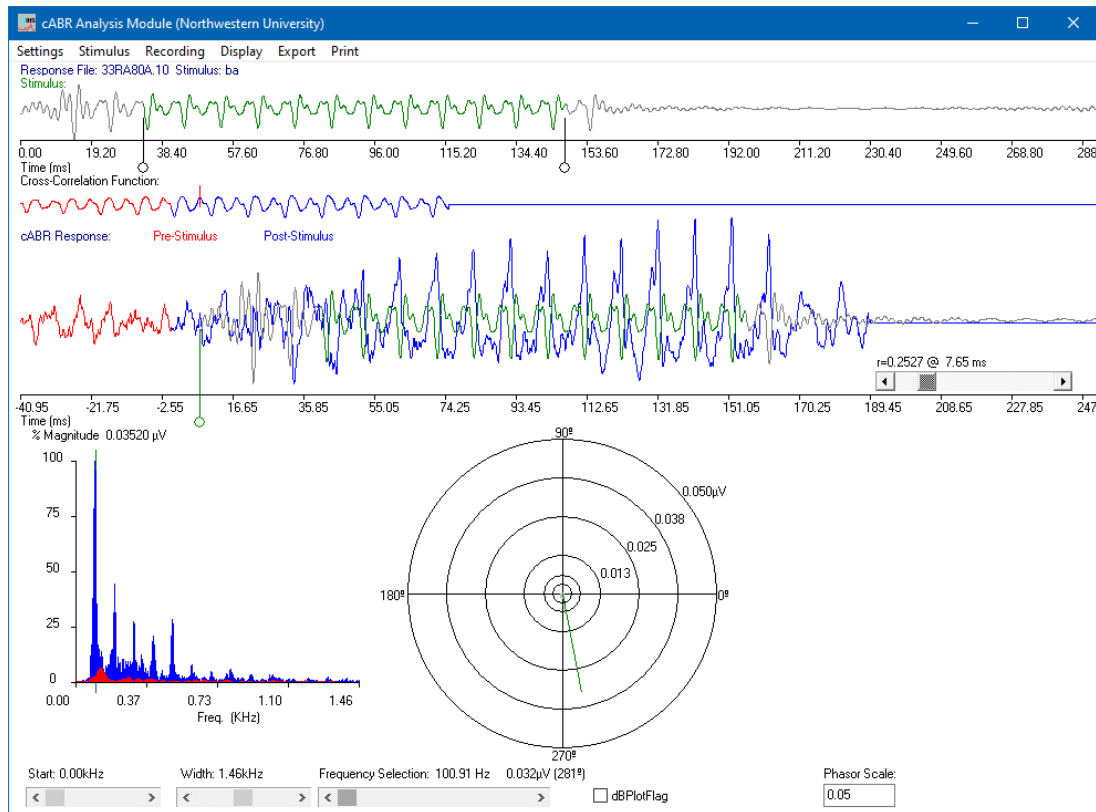 cABR Analysis Module (Northwestern University)
Settings Stimulus Recording Display Export Print
Response File: 33RA80A.10 Stimulus: ba
Stimulus:
0.00 19.20 38.40 57.60 76.80 96.00 115.20 134.40 153.60 172.80 192.00 211.20 230.40 249.60 268.80 288
Time (ms)
Cross-Correlation Function:
cABR Response: Pre-Stimulus Post-Stimulus
r=0.2527 @ 7.65 ms
-40.95 -21.75 -2.55 16.65 35.85 55.05 74.25 93.45 112.65 131.85 151.05 170.25 189.45 208.65 227.85 247
Time (ms)
% Magnitude 0.03520 µV
100
75
50
25
0
0.00 0.37 0.73 1.10 1.46
Freq. (KHz)
90º
0.050µV
0.038
0.025
0.013
180º
0º
270º
Start: 0.00kHz Width: 1.46kHz Frequency Selection: 100.91 Hz 0.032µV (281º)
dBPlotFlag
Phasor Scale:
0.05